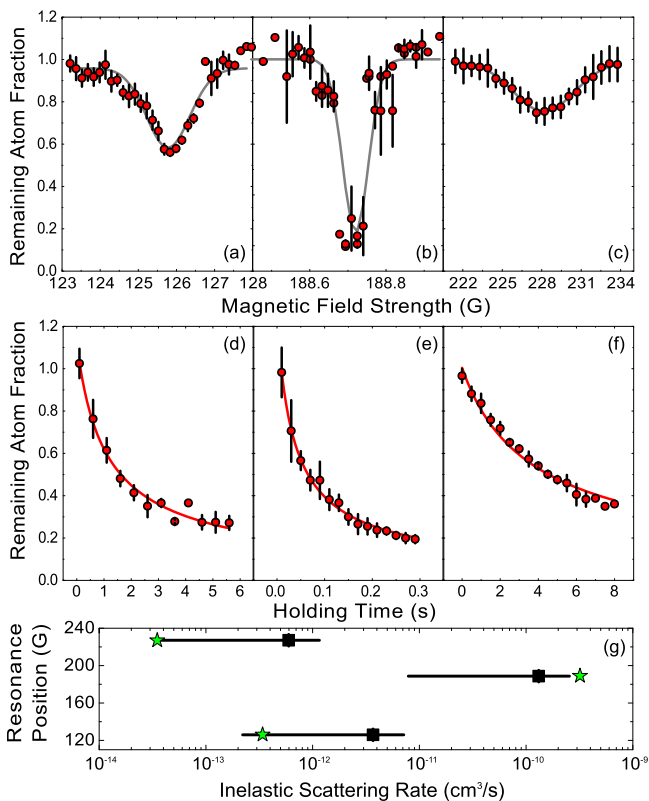 1.2
1.0
0.8
0.6
0.4
0.2
0.0
Remaining Atom Fraction
(a) (b) (c)
123 124 125 126 127 128 188.6 188.8 222 225 228 231 234
Magnetic Field Strength (G)
1.2
1.0
0.8
0.6
0.4
0.2
0.0
Remaining Atom Fraction
(d) (e) (f)
0 1 2 3 4 5 6 0.0 0.1 0.2 0.3 0 2 4 6 8
Holding Time (s)
240
200
160
120
Resonance
Position (G)
(g)
10-14 10-13 10-12 10-11 10-10 10-9
Inelastic Scattering Rate (cm3/s)